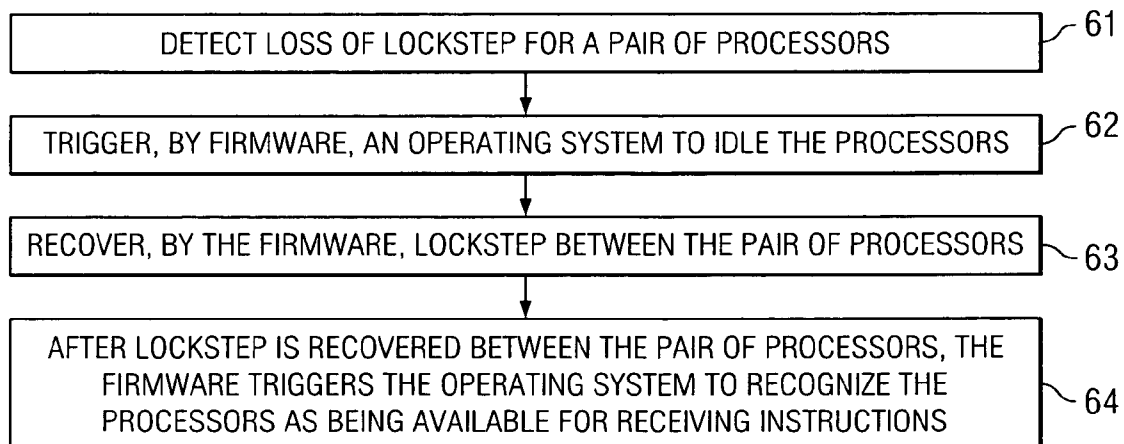 DETECT LOSS OF LOCKSTEP FOR A PAIR OF PROCESSORS
61
TRIGGER, BY FIRMWARE, AN OPERATING SYSTEM TO IDLE THE PROCESSORS
62
RECOVER, BY THE FIRMWARE, LOCKSTEP BETWEEN THE PAIR OF PROCESSORS
63
AFTER LOCKSTEP IS RECOVERED BETWEEN THE PAIR OF PROCESSORS, THE
FIRMWARE TRIGGERS THE OPERATING SYSTEM TO RECOGNIZE THE
PROCESSORS AS BEING AVAILABLE FOR RECEIVING INSTRUCTIONS
64